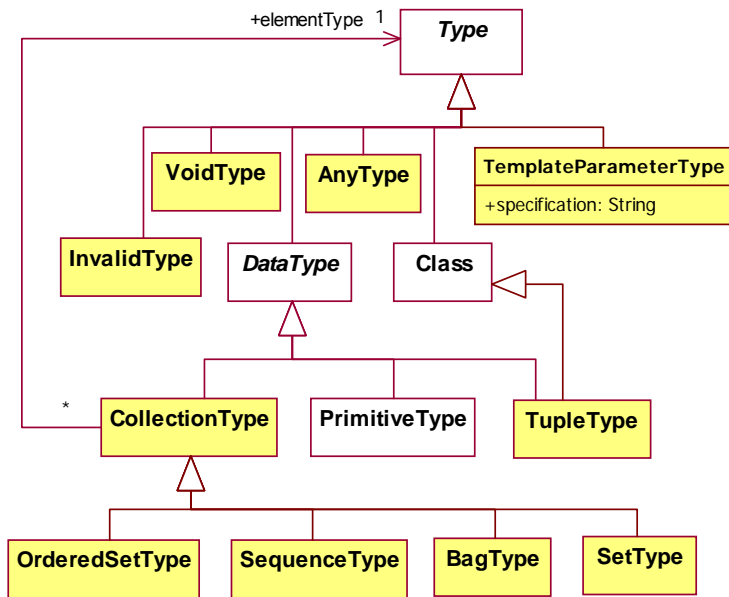 +elementType 1
Type
VoidType
AnyType
TemplateParameterType
+specification: String
InvalidType
DataType
Class
*
CollectionType
PrimitiveType
TupleType
OrderedSetType
SequenceType
BagType
SetType